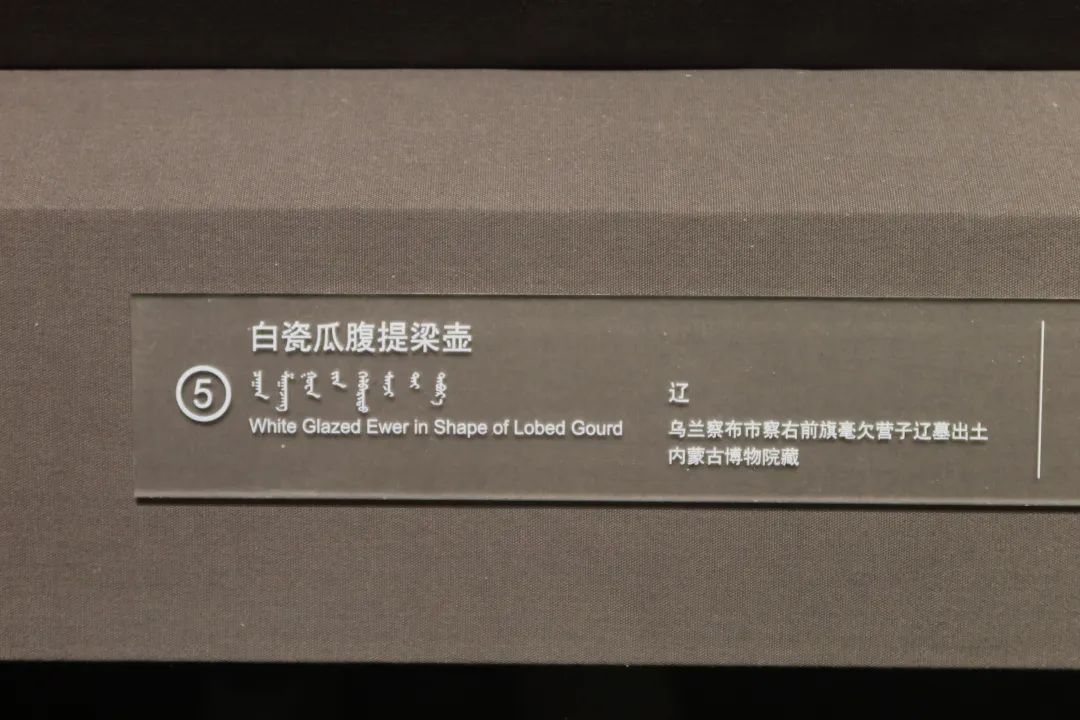 ⑤
白瓷瓜腹提梁壶
White Glazed Ewer in Shape of Lobed Gourd
辽
乌兰察布市察右前旗毫欠营子辽墓出土
内蒙古博物院藏